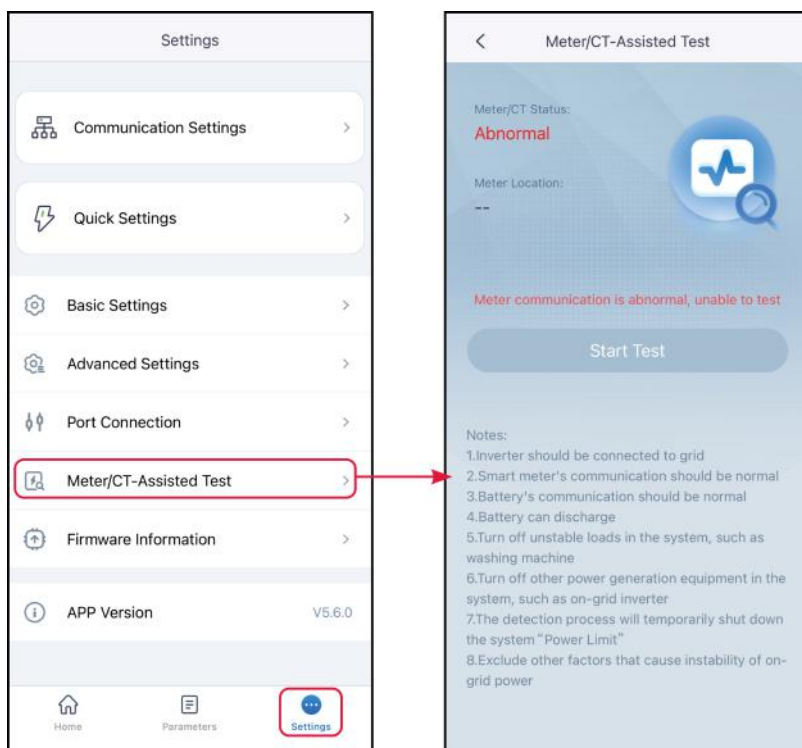 Settings
Communication Settings
Quick Settings
Basic Settings
Advanced Settings
Port Connection
Meter/CT-Assisted Test
Firmware Information
APP Version V5.6.0
Home Parameters Settings
Meter/CT-Assisted Test
Meter/CT Status:
Abnormal
Meter Location:
--
Meter communication is abnormal, unable to test
Start Test
Notes:
1.Inverter should be connected to grid
2.Smart meter's communication should be normal
3.Battery's communication should be normal
4.Battery can discharge
5.Turn off unstable loads in the system, such as
washing machine
6.Turn off other power generation equipment in the
system, such as on-grid inverter
7.The detection process will temporarily shut down
the system "Power Limit"
8.Exclude other factors that cause instability of on-
grid power